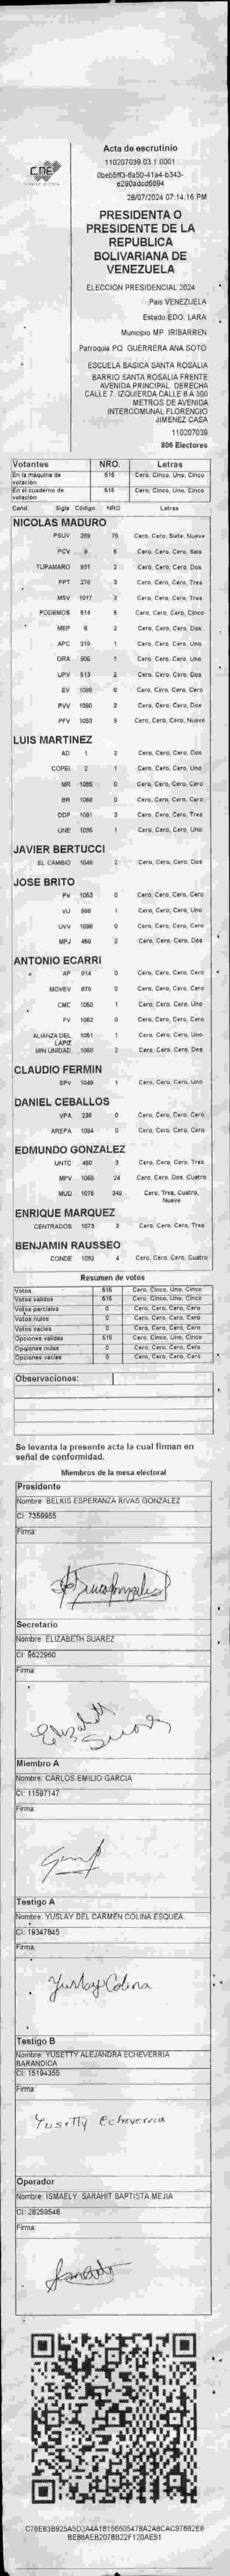 CNE
Acta de escrutinio
110207039.03.1.0001
0beb5ff3-6a50-41a4-b343-
e290adcd6094
28/07/2024 07:14:16 PM
PRESIDENTA O
PRESIDENTE DE LA
REPUBLICA
BOLIVARIANA DE
VENEZUELA
ELECCIÓN PRESIDENCIAL 2024
País VENEZUELA
Estado EDO. LARA
Municipio MP. IRIBARREN
Parroquia PQ. GUERRERA ANA SOTO
ESCUELA BASICA SANTA ROSALIA
BARRIO SANTA ROSALIA FRENTE
AVENIDA PRINCIPAL. DERECHA
CALLE 7. IZQUIERDA CALLE 8 A 300
METROS DE AVENIDA
INTERCOMUNAL FLORENCIO
JIMENEZ CASA
110207039
806 Electores
Votantes NRO. Letras
En la máquina de votación 515 Cero, Cinco, Uno, Cinco
En el cuaderno de votación 515 Cero, Cinco, Uno, Cinco
Cand. Sigla Código NRO Letras
NICOLAS MADURO
PSUV 269 79 Cero, Cero, Siete, Nueve
PCV Cero, Cero, Cero, Seis
TUPAMARO 931 2 Cero, Cero, Cero, Dos
PPT 276 3 Cero, Cero, Cero, Tres
MSV 1017 3 Cero, Cero, Cero, Tres
PODEMOS 514 5 Cero, Cero, Cero, Cinco
MEP 6 2 Cero, Cero, Cero, Dos
APC 219 1 Cero, Cero, Cero, Uno
ORA 906 1 Cero, Cero, Cero, Uno
UPV 513 2 Cero, Cero, Cero, Dos
EV 1089 0 Cero, Cero, Cero, Cero
PVV 1090 2 Cero, Cero, Cero, Dos
PFV 1093 9 Cero, Cero, Cero, Nueve
LUIS MARTINEZ
AD 1 2 Cero, Cero, Cero, Dos
COPEI 2 1 Cero, Cero, Cero, Uno
MR 1085 0 Cero, Cero, Cero, Cero
BR 1068 0 Cero, Cero, Cero, Cero
DDP 1091 3 Cero, Cero, Cero, Tres
UNE 1095 1 Cero, Cero, Cero, Uno
JAVIER BERTUCCI
EL CAMBIO 1049 2 Cero, Cero, Cero, Dos
JOSE BRITO
PV 1053 0 Cero, Cero, Cero, Cero
VU 1 Cero, Cero, Cero, Uno
UVV 1096 0 Cero, Cero, Cero, Cero
MPJ 2 Cero, Cero, Cero, Dos
ANTONIO ECARRI
AP 914 0 Cero, Cero, Cero, Cero
MOVEV 878 0 Cero, Cero, Cero, Cero
CMC 1050 1 Cero, Cero, Cero, Uno
FV 1062 0 Cero, Cero, Cero, Cero
ALIANZA DEL LAPIZ 1051 1 Cero, Cero, Cero, Uno
MIN UNIDAD 2 Cero, Cero, Cero, Dos
CLAUDIO FERMIN
SPV 1049 1 Cero, Cero, Cero, Uno
DANIEL CEBALLOS
VPA 236 0 Cero, Cero, Cero, Cero
AREPA 1094 0 Cero, Cero, Cero, Cero
EDMUNDO GONZALEZ
UNTC 3 Cero, Cero, Cero, Tres
MPV 1069 24 Cero, Cero, Dos, Cuatro
MUD 1078 349 Cero, Tres, Cuatro, Nueve
ENRIQUE MARQUEZ
CENTRADOS 1073 3 Cero, Cero, Cero, Tres
BENJAMIN RAUSSEO
CONDE 1092 4 Cero, Cero, Cero, Cuatro
Resumen de votos
Votos 515 Cero, Cinco, Uno, Cinco
Votos validos 515 Cero, Cinco, Uno, Cinco
Votos parciales 0 Cero, Cero, Cero, Cero
Votos nulos 0 Cero, Cero, Cero, Cero
Votos vacíos 0 Cero, Cero, Cero, Cero
Opciones válidas 515 Cero, Cinco, Uno, Cinco
Opciones nulas 0 Cero, Cero, Cero, Cero
Opciones vacías 0 Cero, Cero, Cero, Cero
Observaciones:
Se levanta la presente acta la cual firman en
señal de conformidad.
Miembros de la mesa electoral
Presidente
Nombre: BELKIS ESPERANZA RIVAS GONZALEZ
CI: 7359955
Firma:
Secretario
Nombre: ELIZABETH SUAREZ
CI: 9622960
Firma:
Elizabeth
Suarez
Miembro A
Nombre: CARLOS EMILIO GARCIA
CI: 11597147
Firma:
Testigo A
Nombre: YUSLAY DEL CARMEN COLINA ESQUEA
CI: 19347845
Firma:
Yuslay Colina
Testigo B
Nombre: YUSETTY ALEJANDRA ECHEVERRIA
BARANDICA
CI: 15194355
Firma:
Yusetty Echeverria
Operador
Nombre: ISMAELY SARAHIT BAPTISTA MEJIA
CI: 28259548
Firma: